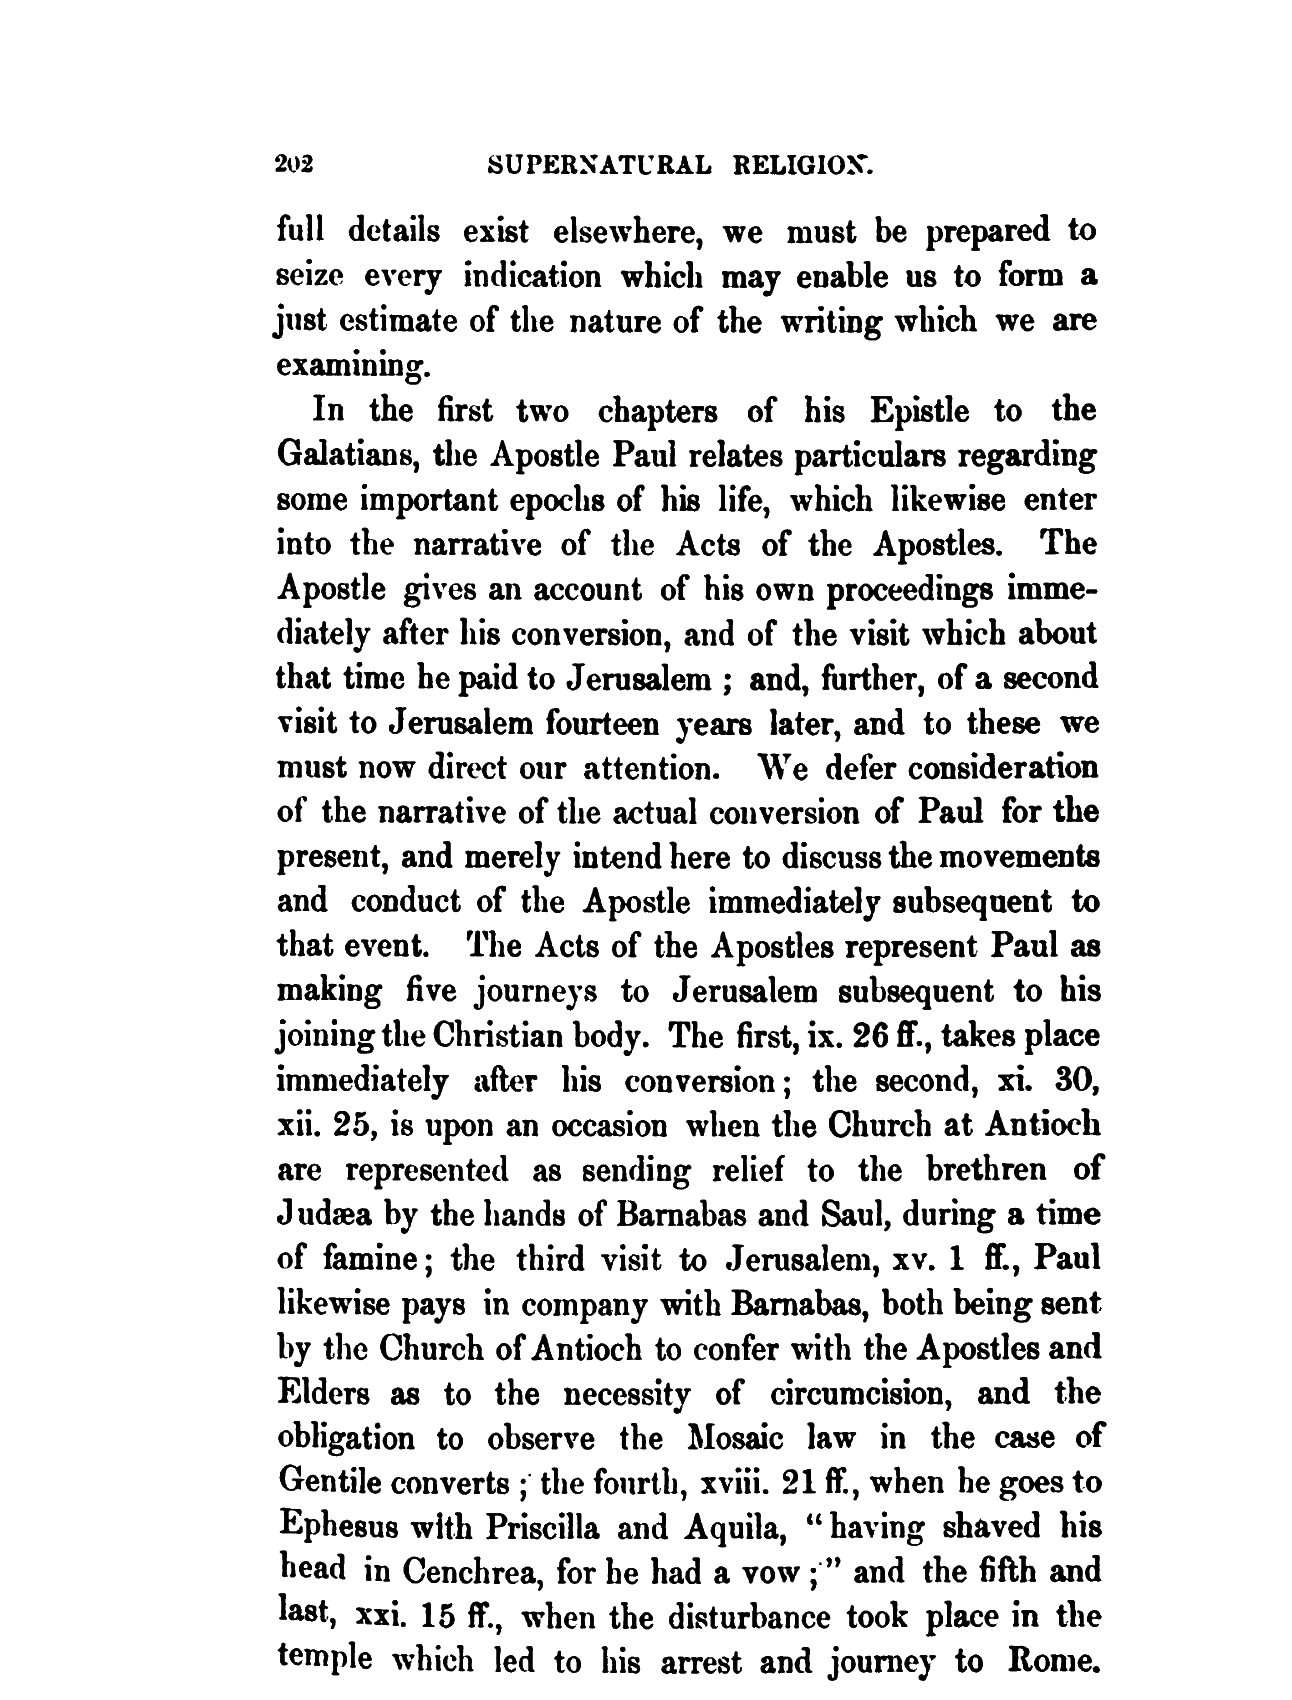 202 SUPERNATURAL RELIGION.
full details exist elsewhere, we must be prepared to
seize every indication which may enable us to form a
just estimate of the nature of the writing which we are
examining.
In the first two chapters of his Epistle to the
Galatians, the Apostle Paul relates particulars regarding
some important epochs of his life, which likewise enter
into the narrative of the Acts of the Apostles. The
Apostle gives an account of his own proceedings imme-
diately after his conversion, and of the visit which about
that time he paid to Jerusalem ; and, further, of a second
visit to Jerusalem fourteen years later, and to these we
must now direct our attention. We defer consideration
of the narrative of the actual conversion of Paul for the
present, and merely intend here to discuss the movements
and conduct of the Apostle immediately subsequent to
that event. The Acts of the Apostles represent Paul as
making five journeys to Jerusalem subsequent to his
joining the Christian body. The first, ix. 26 ff., takes place
immediately after his conversion ; the second, xi. 30,
xii. 25, is upon an occasion when the Church at Antioch
are represented as sending relief to the brethren of
Judæa by the hands of Barnabas and Saul, during a time
of famine ; the third visit to Jerusalem, xv. 1 ff., Paul
likewise pays in company with Barnabas, both being sent
by the Church of Antioch to confer with the Apostles and
Elders as to the necessity of circumcision, and the
obligation to observe the Mosaic law in the case of
Gentile converts ; the fourth, xviii. 21 ff., when he goes to
Ephesus with Priscilla and Aquila, “ having shaved his
head in Cenchrea, for he had a vow ;” and the fifth and
last, xxi. 15 ff., when the disturbance took place in the
temple which led to his arrest and journey to Rome.